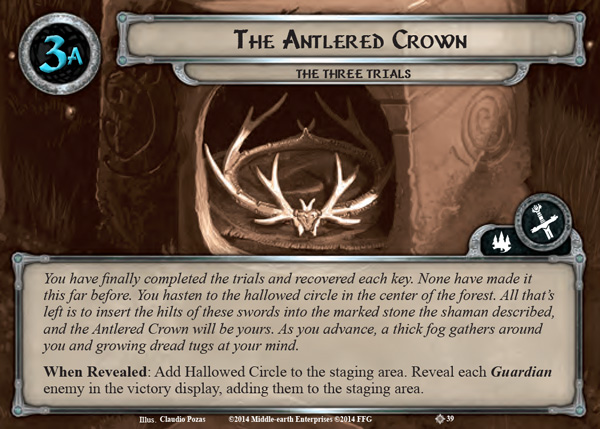 3A
The Antlered Crown
The Three Trials
You have finally completed the trials and recovered each key. None have made it
this far before. You hasten to the hallowed circle in the center of the forest. All that's
left is to insert the hilts of these swords into the marked stone the shaman described,
and the Antlered Crown will be yours. As you advance, a thick fog gathers around
you and growing dread tugs at your mind.
When Revealed: Add Hallowed Circle to the staging area. Reveal each Guardian
enemy in the victory display, adding them to the staging area.
Illus. Claudio Pozas ©2014 Middle-earth Enterprises ©2014 FFG 39